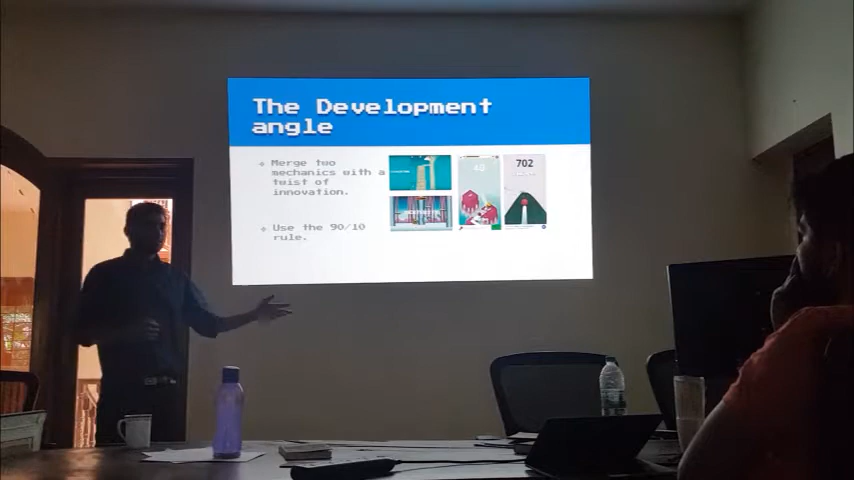 The Development
angle
Merge two
mechanics with a
twist of
innovation.
Use the 90/10
rule.
702